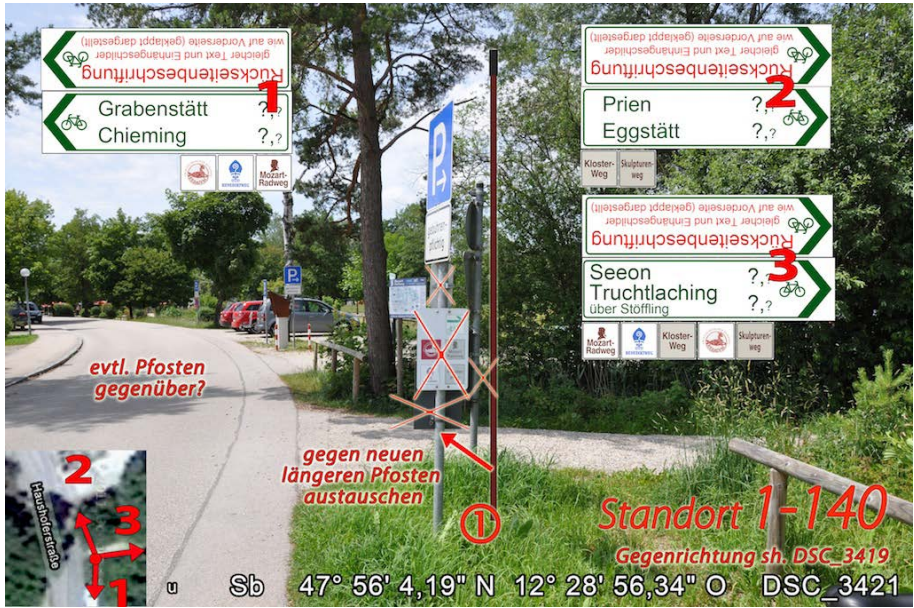 Rückseitenbeschriftung
gleicher Text und Einhängeschilder
wie auf Vorderseite (geklappt) dargestellt)
1
Grabenstätt ?,?
Chieming ?,?
Mozart-
Radweg
Rückseitenbeschriftung
gleicher Text und Einhängeschilder
wie auf Vorderseite (geklappt) dargestellt)
2
Prien ?,?
Eggstätt ?,?
Kloster-
Weg
Skulpturen-
weg
Rückseitenbeschriftung
gleicher Text und Einhängeschilder
wie auf Vorderseite (geklappt) dargestellt)
3
Seeon ?,?
Truchtlaching ?,?
über Stöffling
Mozart-
Radweg
Kloster-
Weg
Skulpturen-
weg
P
P
evtl. Pfosten
gegenüber?
gegen neuen
längeren Pfosten
austauschen
1
Standort 1-140
Gegenrichtung sh. DSC_3419
2
3
1
Haushoferstraße
u Sb 47° 56' 4,19" N 12° 28' 56,34" O DSC_3421